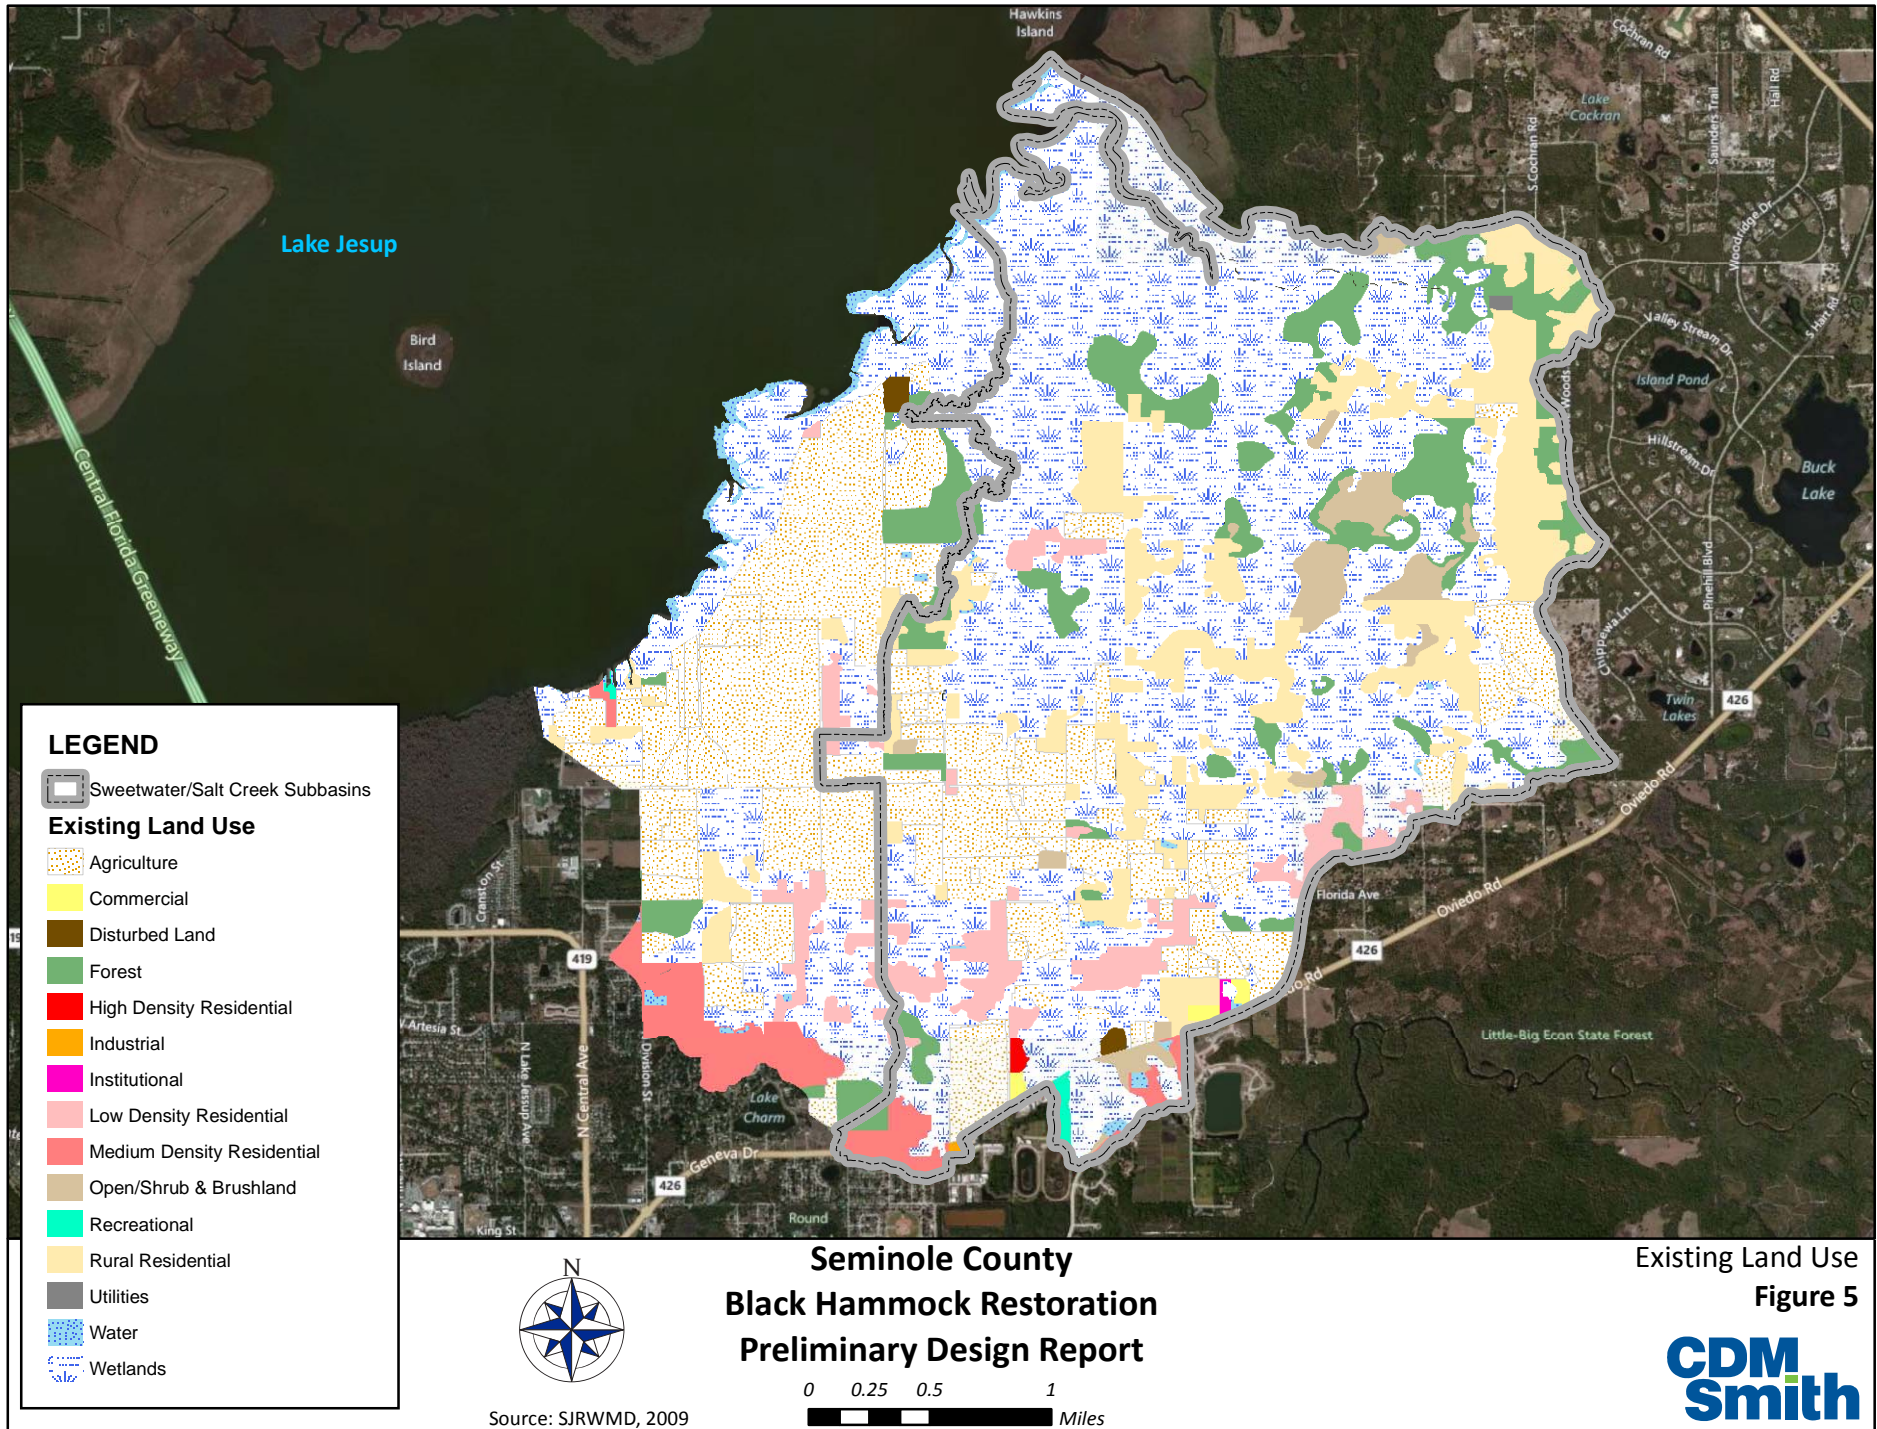 Hawkins
Island
Cochran Rd
Lake
Cockran
Hall Rd
Saunders Trail
S Cochran Rd
Woodridge Dr
Lake Jesup
S Hart Rd
Valley Stream Dr
Bird
Island
Island Pond
Woods
Hillstream Dr
Buck
Lake
Central Florida Greeneway
Pinehill Blvd
Chippewa Ln
Twin
Lakes
426
Oviedo Rd
Florida Ave
Oviedo Rd
426
o Rd
Cranston St
419
19
Little-Big Econ State Forest
Artesia St
N Lake Jessup Ave
N Central Ave
Division St
Lake
Charm
Geneva Dr
426
Round
King St
LEGEND
Sweetwater/Salt Creek Subbasins
Existing Land Use
Agriculture
Commercial
Disturbed Land
Forest
High Density Residential
Industrial
Institutional
Low Density Residential
Medium Density Residential
Open/Shrub & Brushland
Recreational
Rural Residential
Utilities
Water
Wetlands
N
Source: SJRWMD, 2009
Seminole County
Black Hammock Restoration
Preliminary Design Report
0 0.25 0.5 1
Miles
Existing Land Use
Figure 5
CDM
Smith